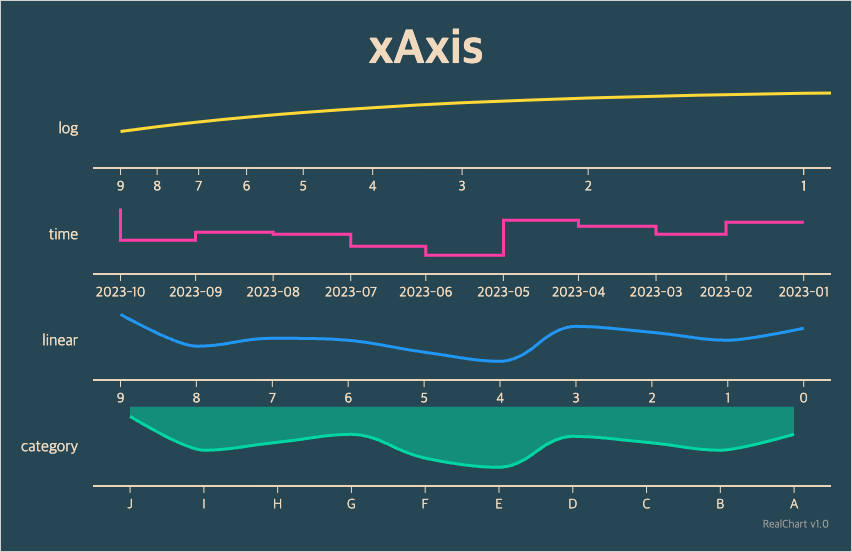 xAxis
log
9 8 7 6 5 4 3 2 1
time
2023-10 2023-09 2023-08 2023-07 2023-06 2023-05 2023-04 2023-03 2023-02 2023-01
linear
9 8 7 6 5 4 3 2 1 0
category
J I H G F E D C B A
RealChart v1.0